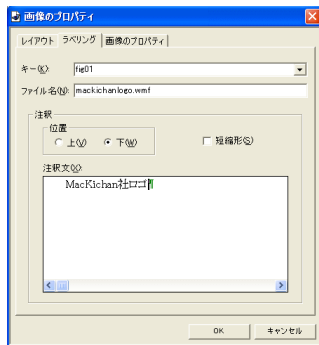 画像のプロパティ
レイアウト ラベリング 画像のプロパティ
キー(K): fig01
ファイル名(N): mackichanlogo.wmf
注釈
位置
上(V) 下(W) 短縮形(S)
注釈文(X):
MacKichan社ロゴ
OK キャンセル